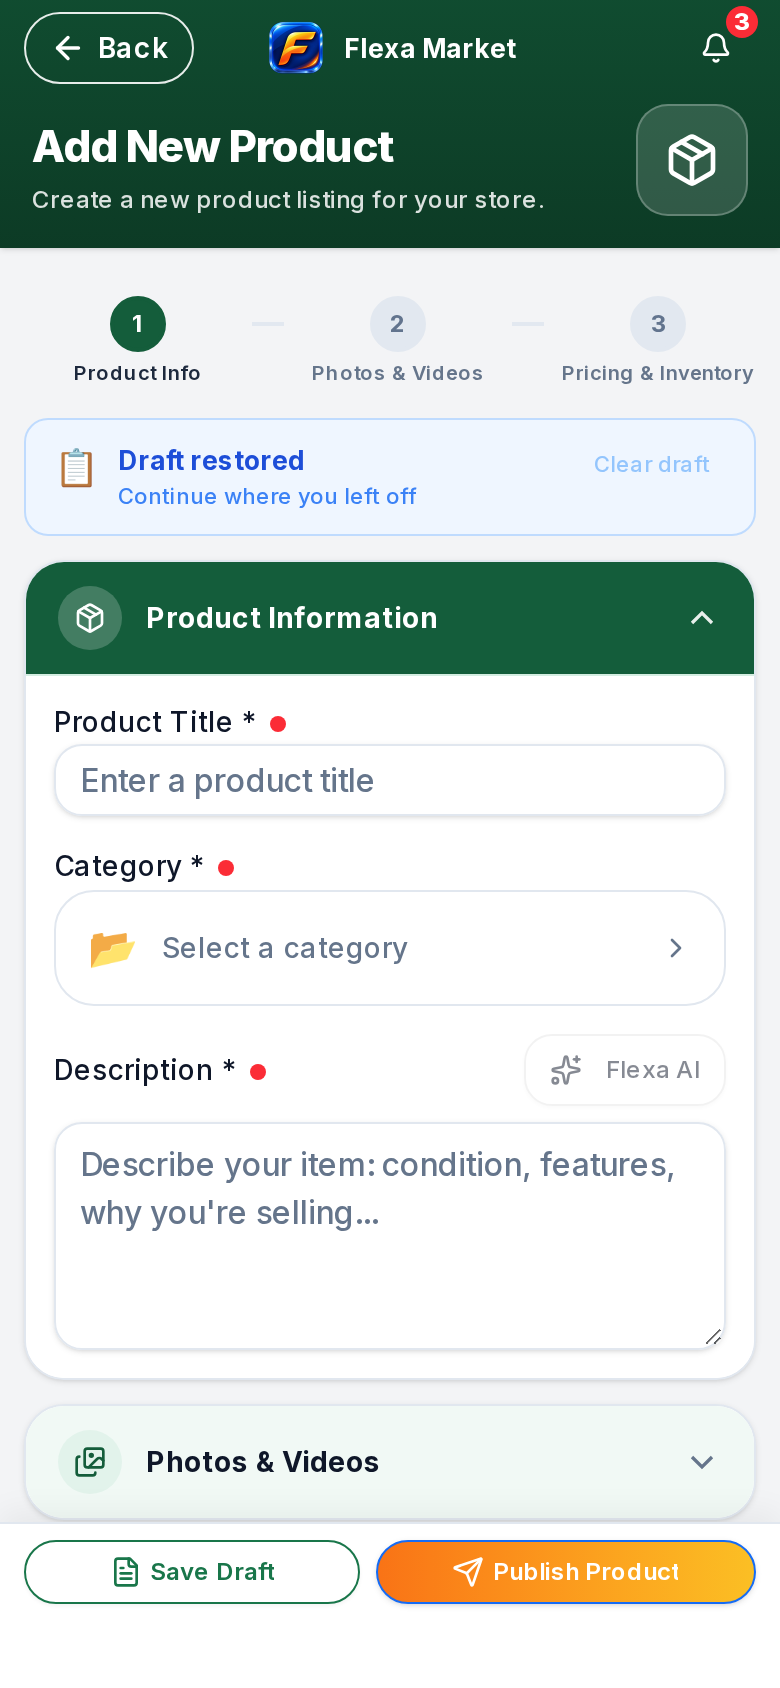 Back
Flexa Market
3
Add New Product
Create a new product listing for your store.
1
2
3
Product Info
Photos & Videos
Pricing & Inventory
Draft restored
Clear draft
Continue where you left off
Product Information
Product Title *
Enter a product title
Category *
Select a category
Description *
Flexa AI
Describe your item: condition, features,
why you're selling...
Photos & Videos
Save Draft
Publish Product